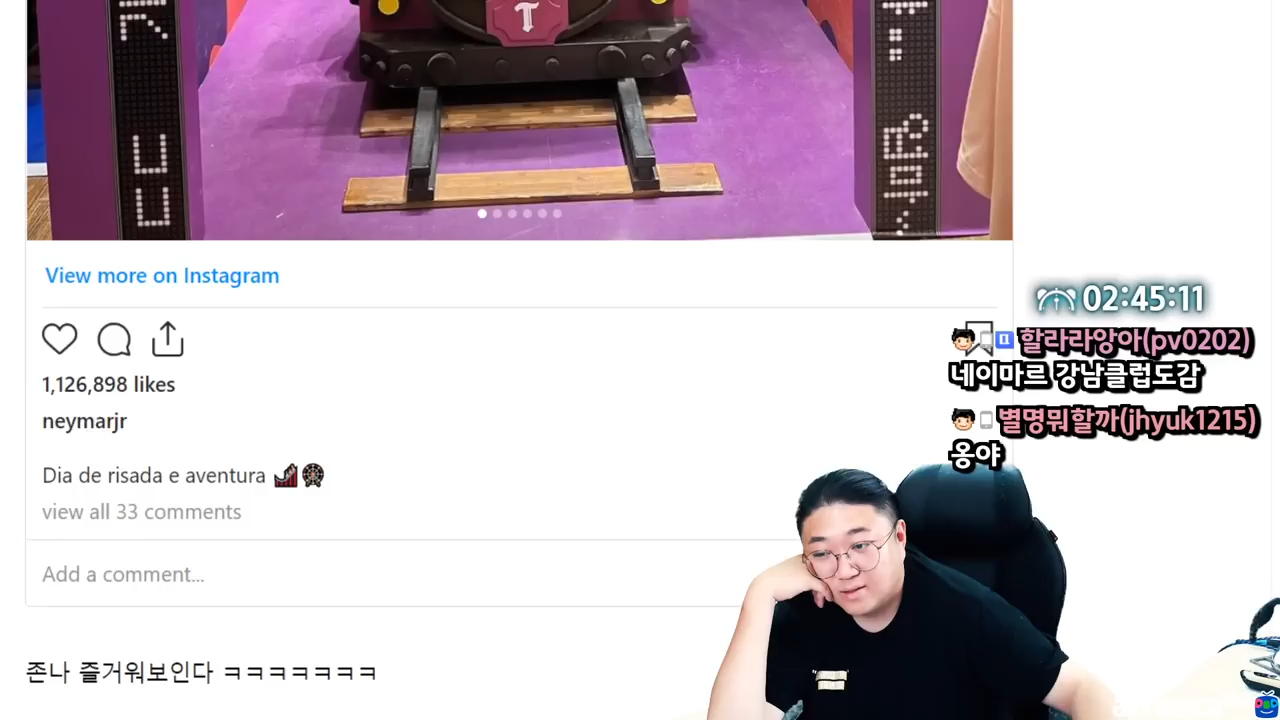 T
View more on Instagram
1,126,898 likes
neymarjr
Dia de risada e aventura
view all 33 comments
Add a comment...
존나 즐거워보인다 ㅋㅋㅋㅋㅋㅋㅋ
02:45:11
할라라앙아(pv0202)
네이마르 강남클럽도감
별명뭐할까(jhyuk1215)
옹야